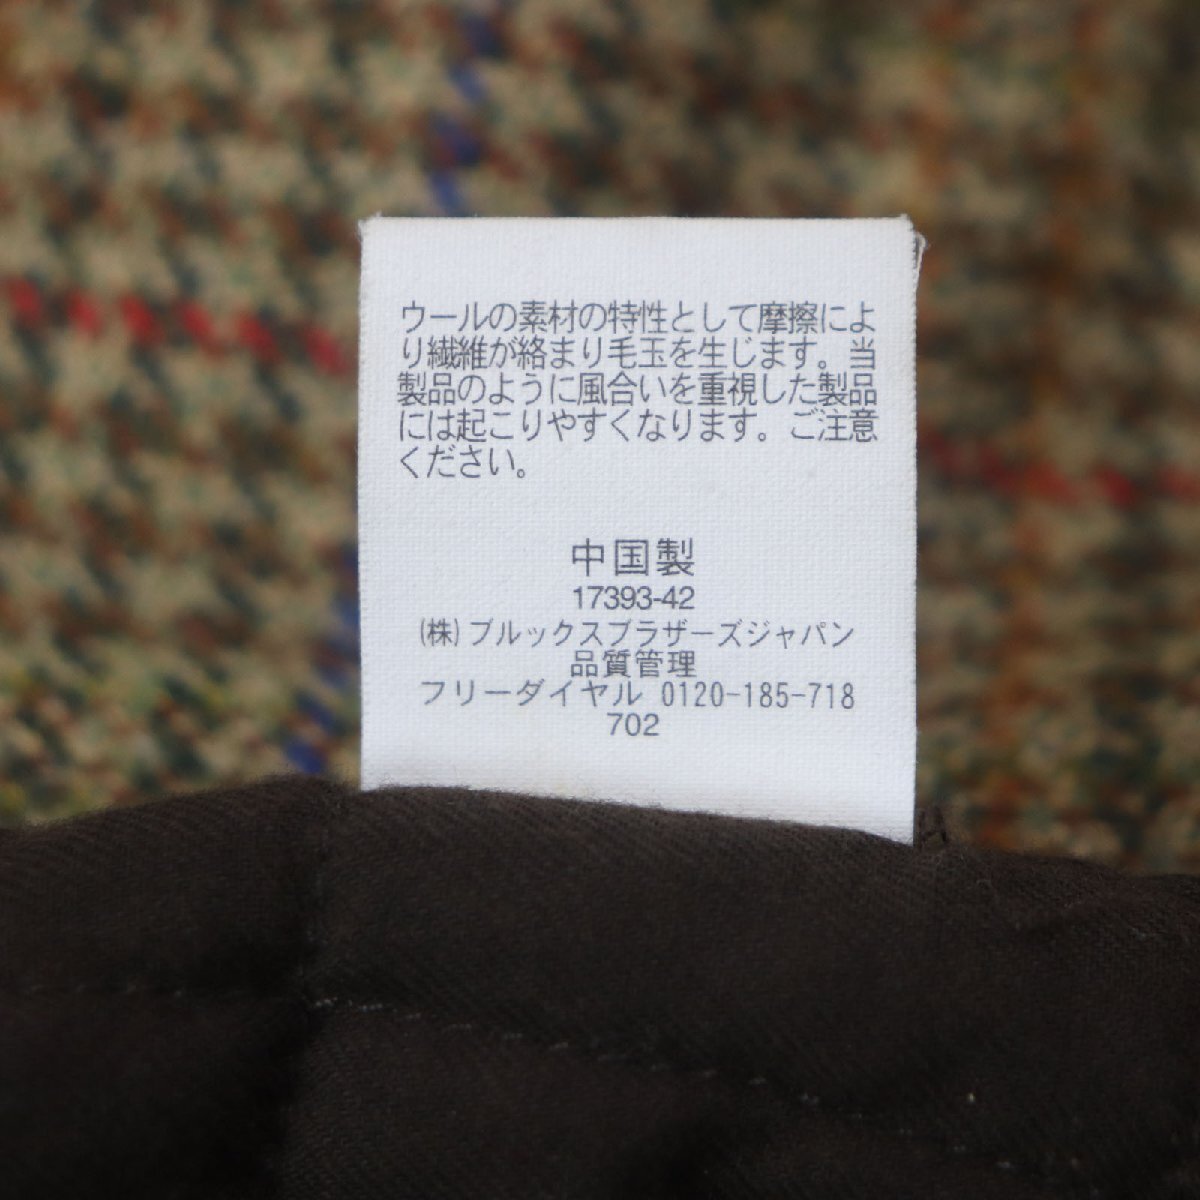 ウールの素材の特性として摩擦によ
り繊維が絡まり毛玉を生じます。当
製品のように風合いを重視した製品
には起こりやすくなります。ご注意
ください。
中国製
17393-42
(株)ブルックスブラザーズジャパン
品質管理
フリーダイヤル 0120-185-718
702